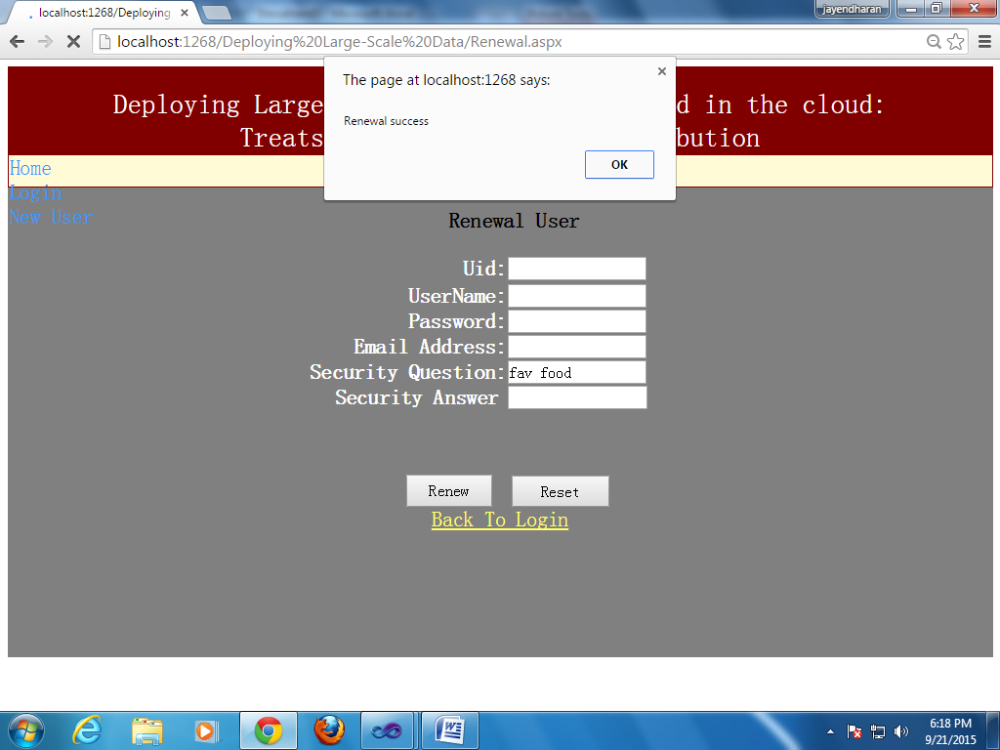 localhost:1268/Deploying
jayendharan
localhost:1268/Deploying%20Large-Scale%20Data/Renewal.aspx
The page at localhost:1268 says:
Renewal success
OK
Deploying Large d in the cloud:
Treats bution
Home
Login
New User
Renewal User
Uid:
UserName:
Password:
Email Address:
Security Question: fav food
Security Answer
Renew Reset
Back To Login
6:18 PM
9/21/2015